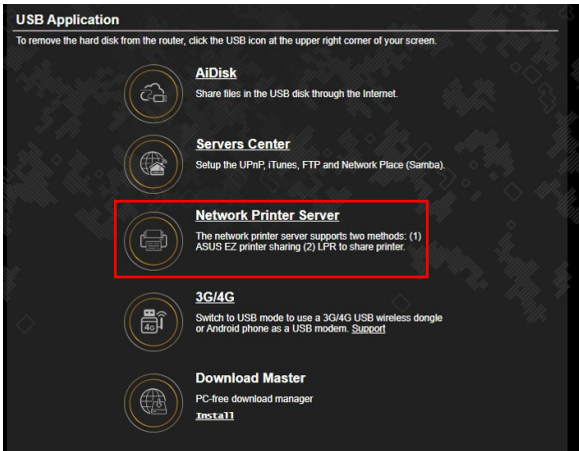 USB Application
To remove the hard disk from the router, click the USB icon at the upper right corner of your screen.
AiDisk
Share files in the USB disk through the Internet.
Servers Center
Setup the UPnP, iTunes, FTP and Network Place (Samba).
Network Printer Server
The network printer server supports two methods: (1)
ASUS EZ printer sharing (2) LPR to share printer.
3G/4G
4G
Switch to USB mode to use a 3G/4G USB wireless dongle
or Android phone as a USB modem. Support
Download Master
PC-free download manager
Install